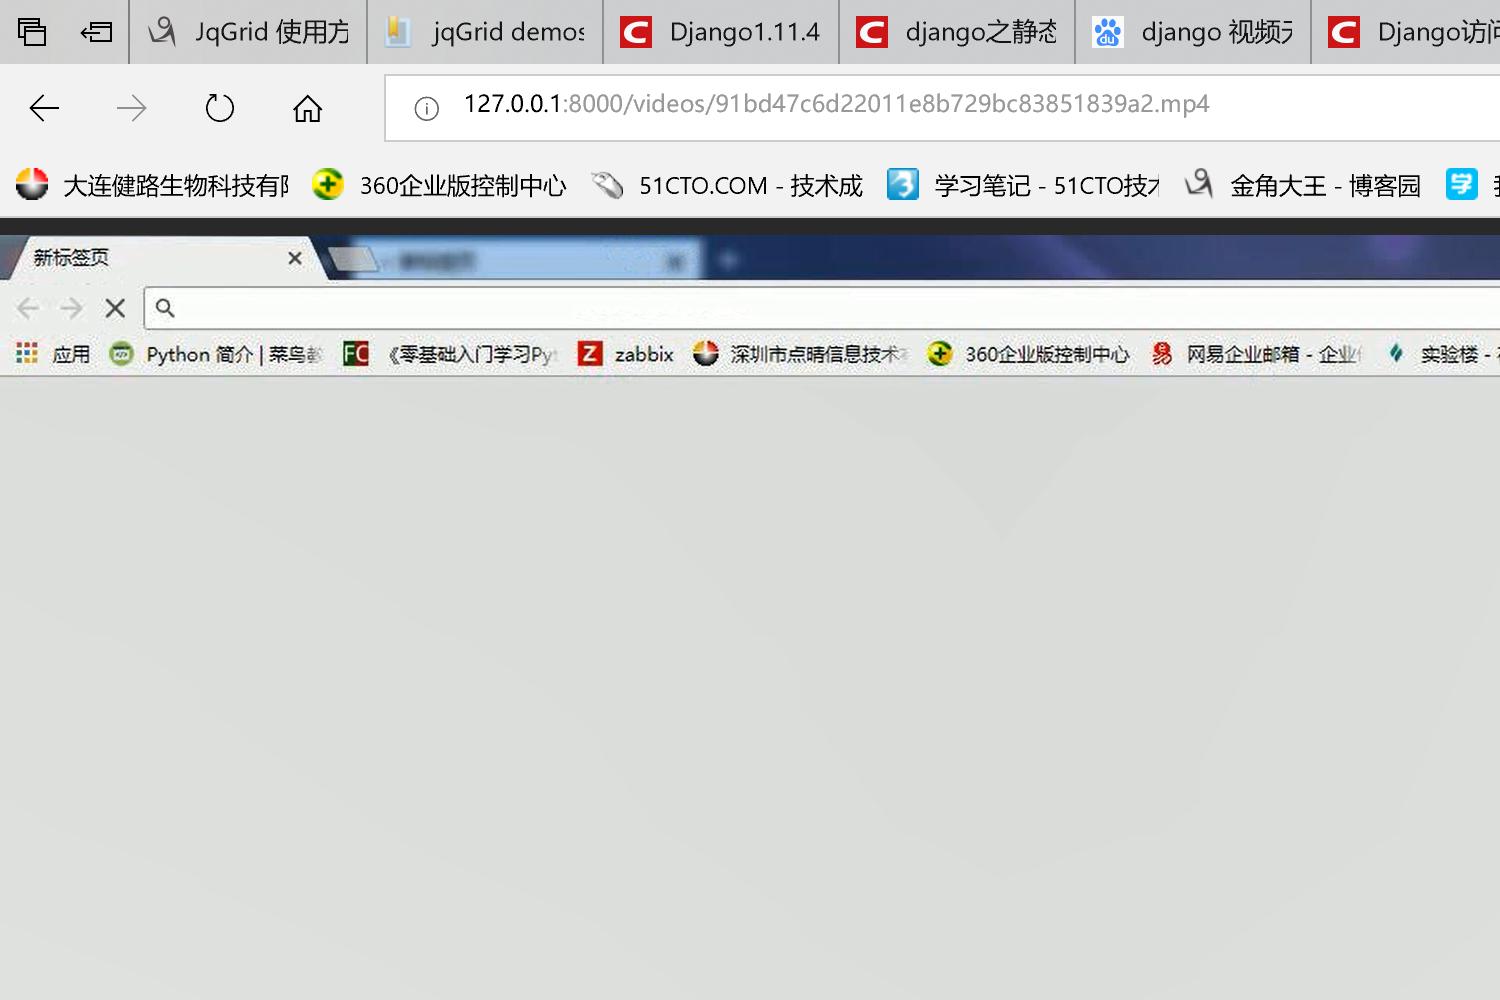 JqGrid 使用方 jqGrid demos Django1.11.4 django之静态 django 视频 Django访问
127.0.0.1:8000/videos/91bd47c6d22011e8b729bc83851839a2.mp4
大连健路生物科技有限 360企业版控制中心 51CTO.COM - 技术成 学习笔记 - 51CTO技术 金角大王 - 博客园
新标签页
应用 Python 简介 | 菜鸟教 《零基础入门学习Pyt zabbix 深圳市点晴信息技术有 360企业版控制中心 网易企业邮箱 - 企业 实验楼 -